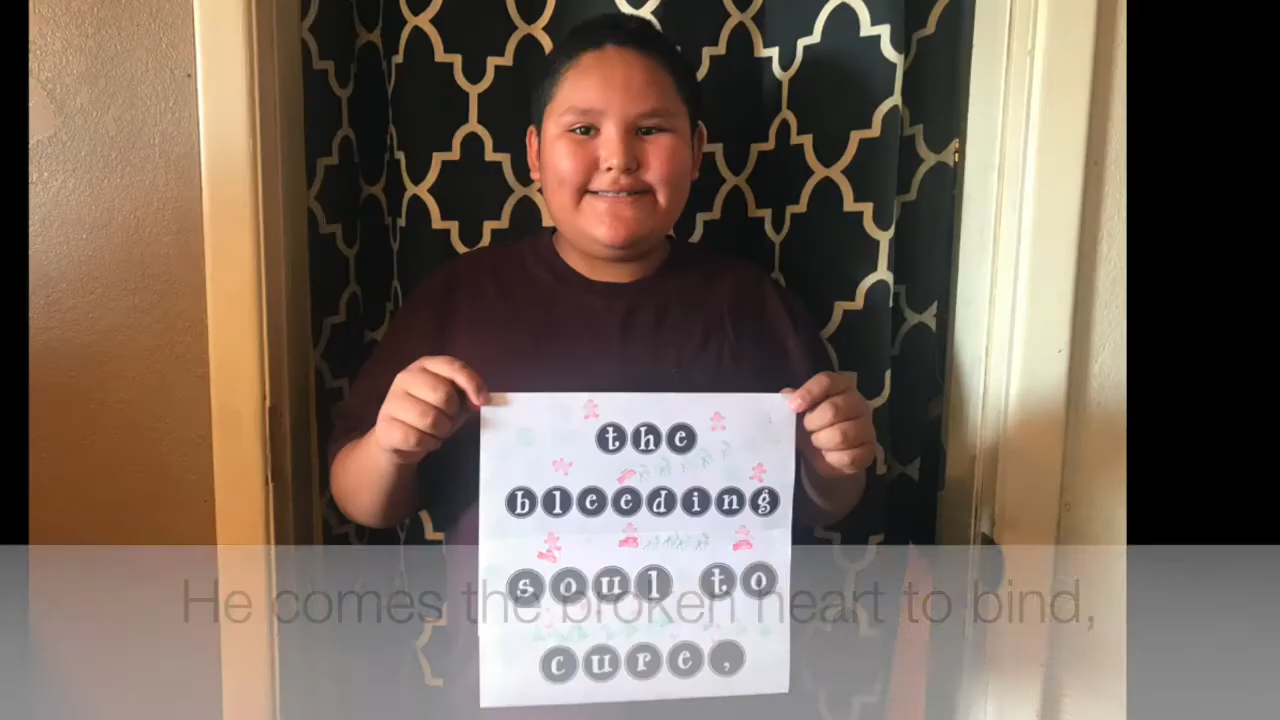 the
bleeding
soul to
cure,
He comes the broken heart to bind,